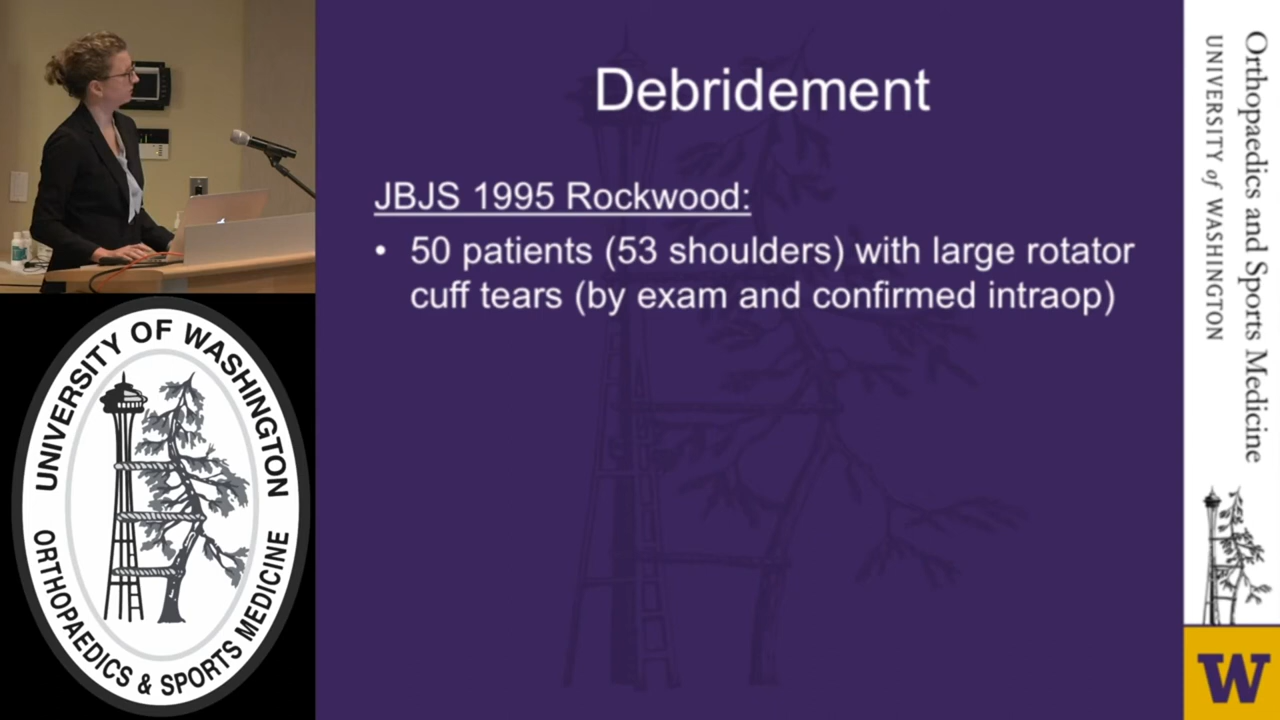 Debridement
JBJS 1995 Rockwood:
• 50 patients (53 shoulders) with large rotator
cuff tears (by exam and confirmed intraop)
UNIVERSITY OF WASHINGTON
ORTHOPAEDICS & SPORTS MEDICINE
Orthopaedics and Sports Medicine
UNIVERSITY of WASHINGTON
W